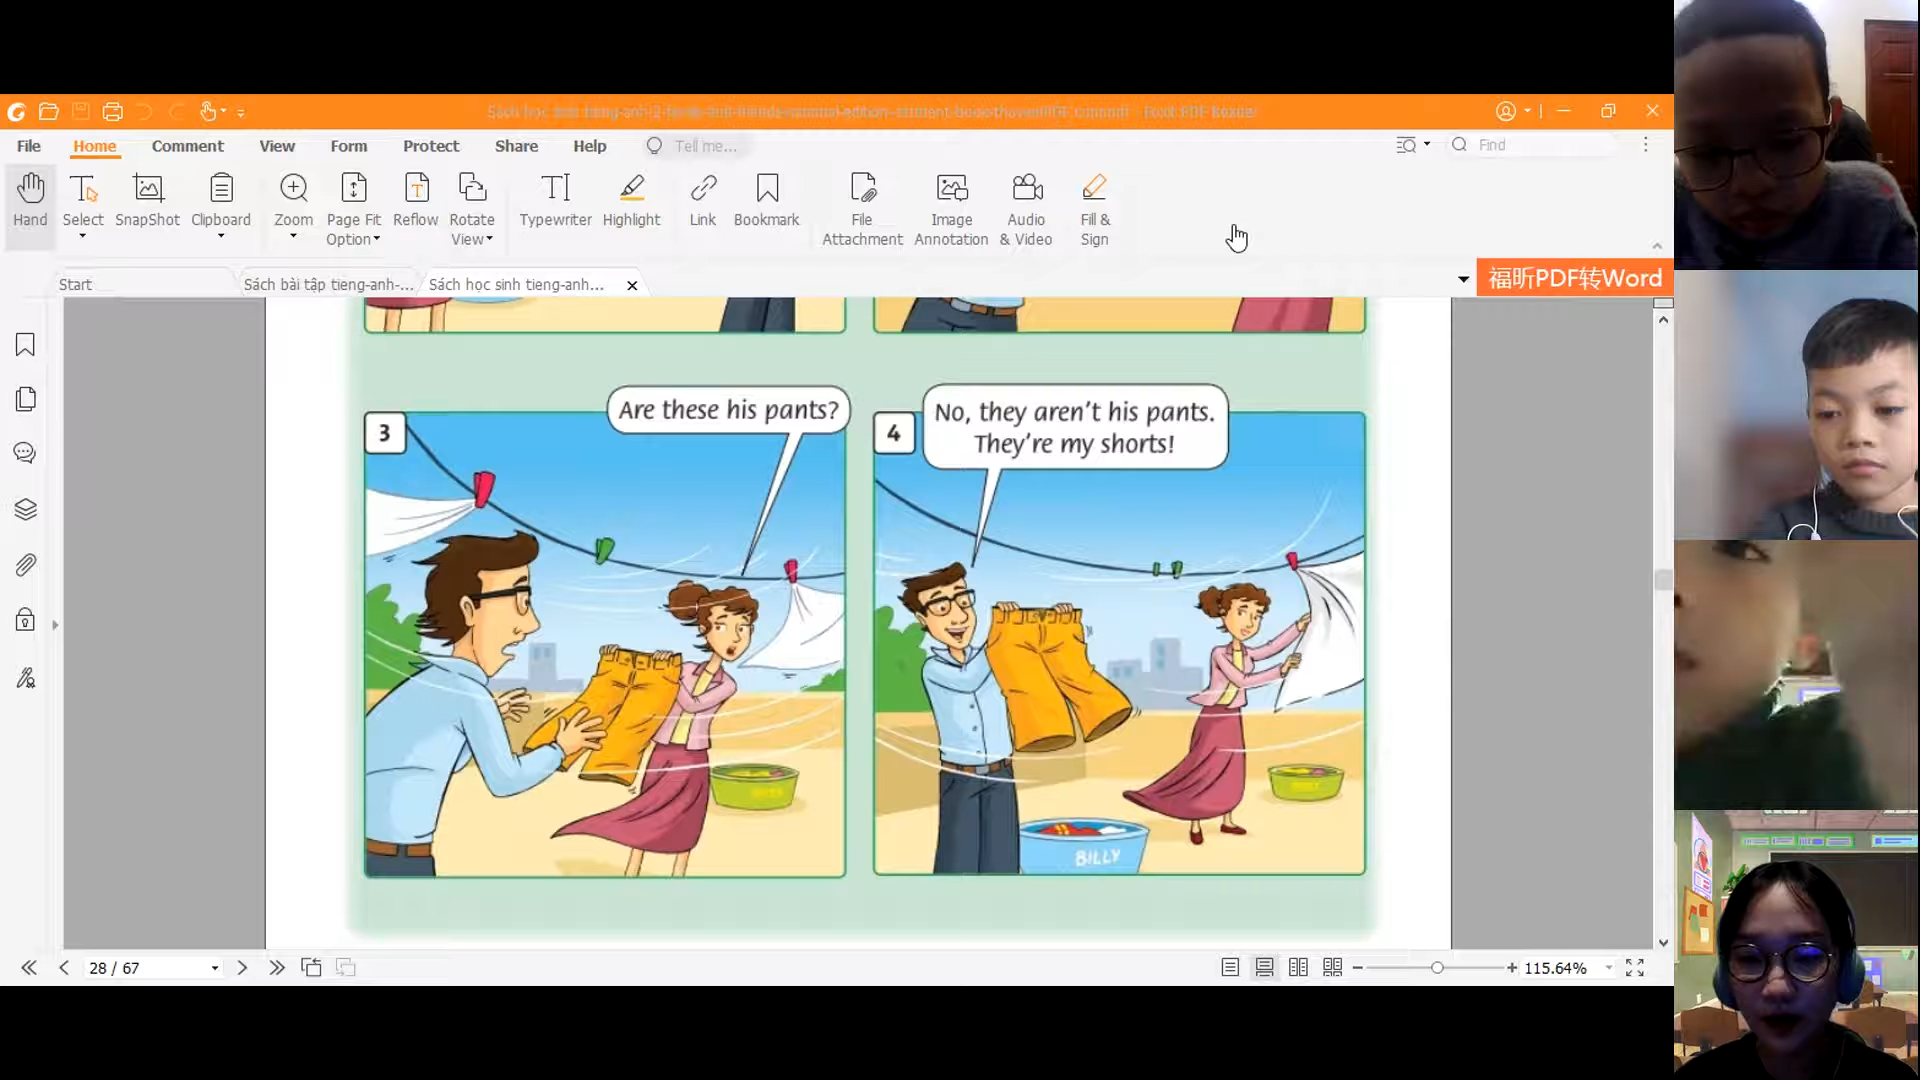 File Home Comment View Form Protect Share Help Tell me... Find
Hand Select SnapShot Clipboard Zoom Page Fit Option Reflow Rotate View Typewriter Highlight Link Bookmark File Attachment Image Annotation Audio & Video Fill & Sign
Start Sách bài tập tieng-anh-... Sách học sinh tieng-anh... 福昕PDF转Word
3
Are these his pants?
4
No, they aren't his pants.
They're my shorts!
BILLY
28 / 67 115.64%